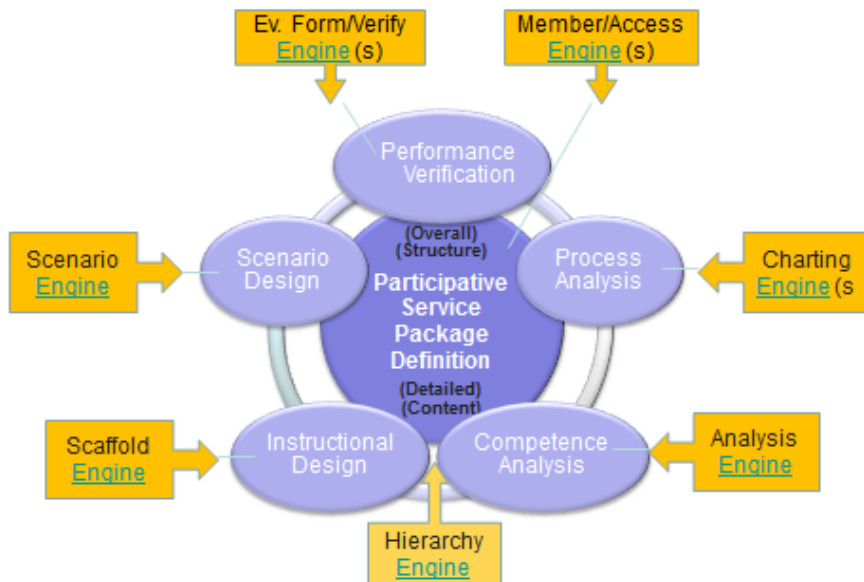 Ev. Form/Verify
Engine (s)
Member/Access
Engine (s)
Performance
Verification
(Overall)
(Structure)
Scenario
Engine
Scenario
Design
Process
Analysis
Charting
Engine (s
Participative
Service
Package
Definition
(Detailed)
(Content)
Scaffold
Engine
Instructional
Design
Competence
Analysis
Analysis
Engine
Hierarchy
Engine